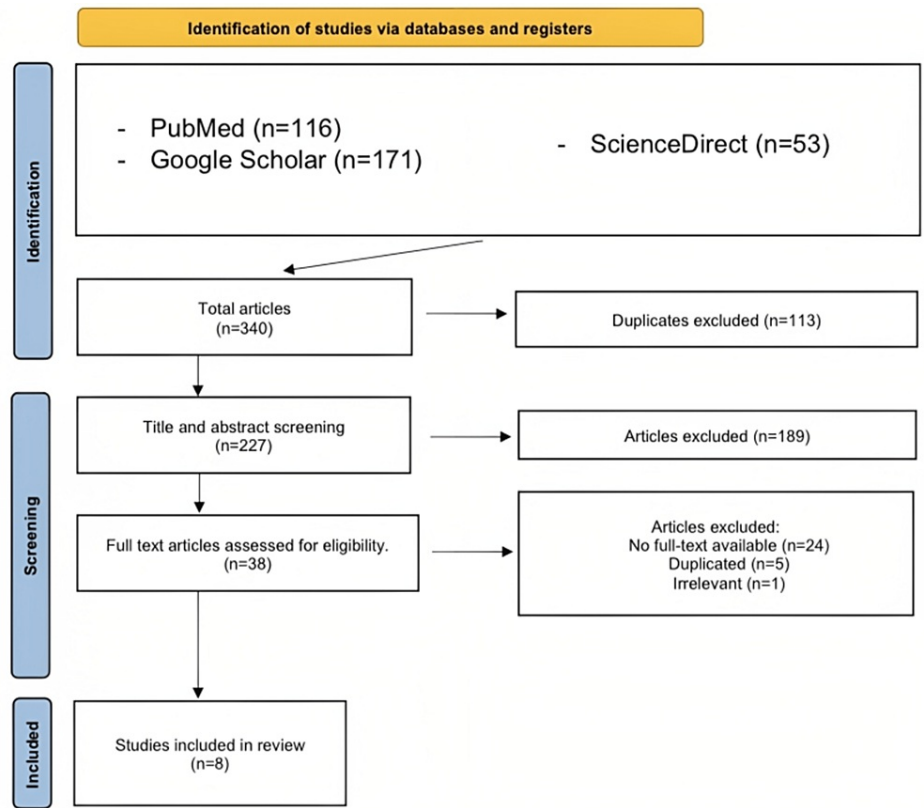 Identification of studies via databases and registers
Identification
- PubMed (n=116)
- Google Scholar (n=171)
- ScienceDirect (n=53)
Total articles
(n=340)
Duplicates excluded (n=113)
Screening
Title and abstract screening
(n=227)
Articles excluded (n=189)
Full text articles assessed for eligibility.
(n=38)
Articles excluded:
No full-text available (n=24)
Duplicated (n=5)
Irrelevant (n=1)
Included
Studies included in review
(n=8)